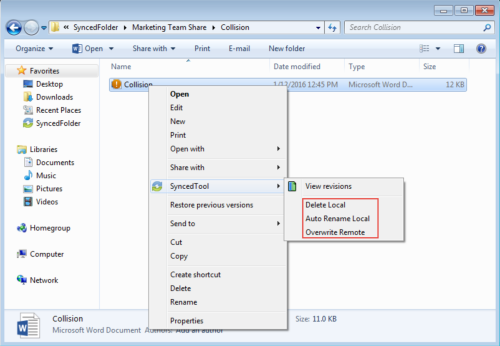 SyncedFolder ▸ Marketing Team Share ▸ Collision
Search Collision
Organize Open Share with Print E-mail New folder
Name Date modified Type Size
Favorites
Desktop
Downloads
Recent Places
SyncedFolder
Libraries
Documents
Music
Pictures
Videos
Homegroup
Computer
Network
Collision 1/12/2016 12:45 PM Microsoft Word D... 12 KB
Open
Edit
New
Print
Open with
Share with
SyncedTool
Restore previous versions
Send to
Cut
Copy
Create shortcut
Delete
Rename
Properties
View revisions
Delete Local
Auto Rename Local
Overwrite Remote
Collision
Microsoft Word Document Authors: Add an author
Size: 11.0 KB